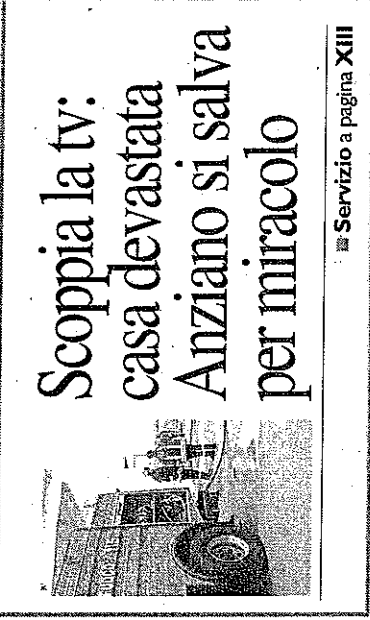 Scoppia la tv:
casa devastata
Anziano si salva
per miracolo
Servizio a pagina XIII